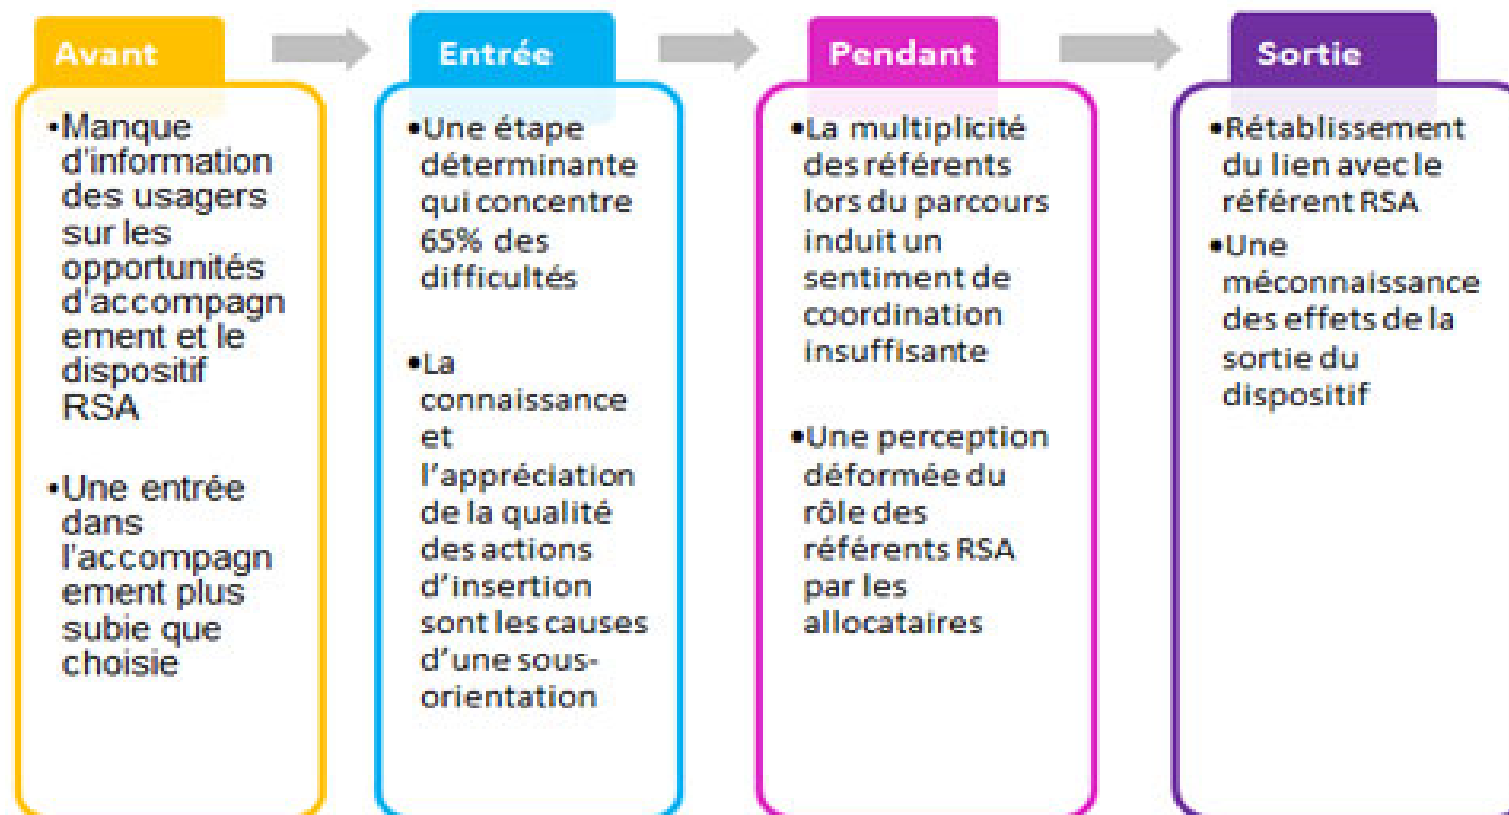 Avant
Entrée
Pendant
Sortie
•Manque
d'information
des usagers
sur les
opportunités
d'accompagn
ement et le
dispositif
RSA
•Une entrée
dans
l'accompagn
ement plus
subie que
choisie
•Une étape
déterminante
qui concentre
65% des
difficultés
•La
connaissance
et
l'appréciation
de la qualité
des actions
d'insertion
sont les causes
d'une sous-
orientation
•La multiplicité
des référents
lors du parcours
induit un
sentiment de
coordination
insuffisante
•Une perception
déformée du
rôle des
référents RSA
par les
allocataires
•Rétablissement
du lien avec le
référent RSA
•Une
méconnaissance
des effets de la
sortie du
dispositif